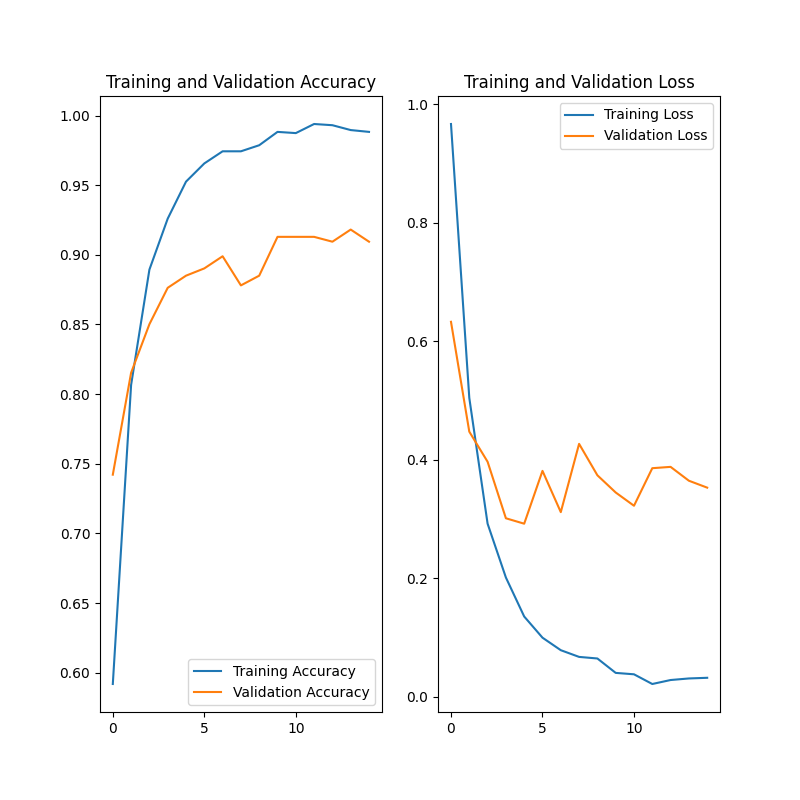 Training and Validation Accuracy
1.00
0.95
0.90
0.85
0.80
0.75
0.70
0.65
0.60
Training Accuracy
Validation Accuracy
0 5 10
Training and Validation Loss
Training Loss
Validation Loss
1.0
0.8
0.6
0.4
0.2
0.0
0 5 10